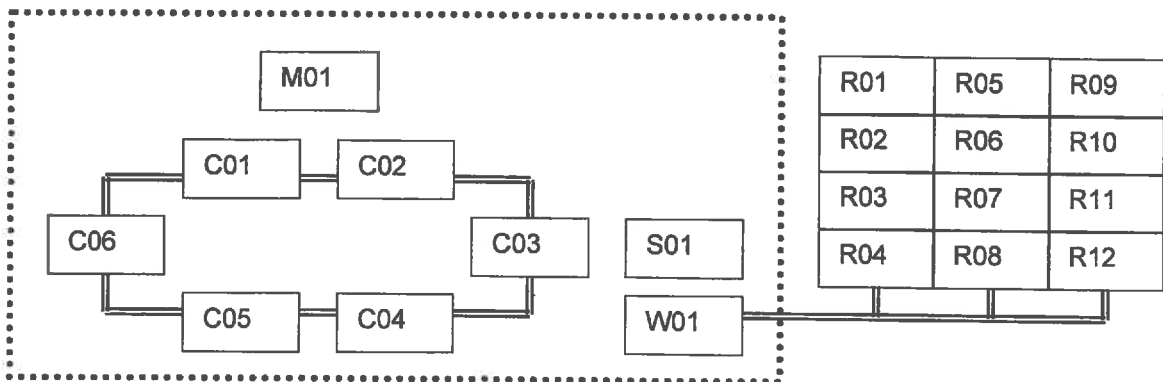 M01
R01 R05 R09
R02 R06 R10
C01 C02
R03 R07 R11
C06 C03 S01
R04 R08 R12
C05 C04 W01